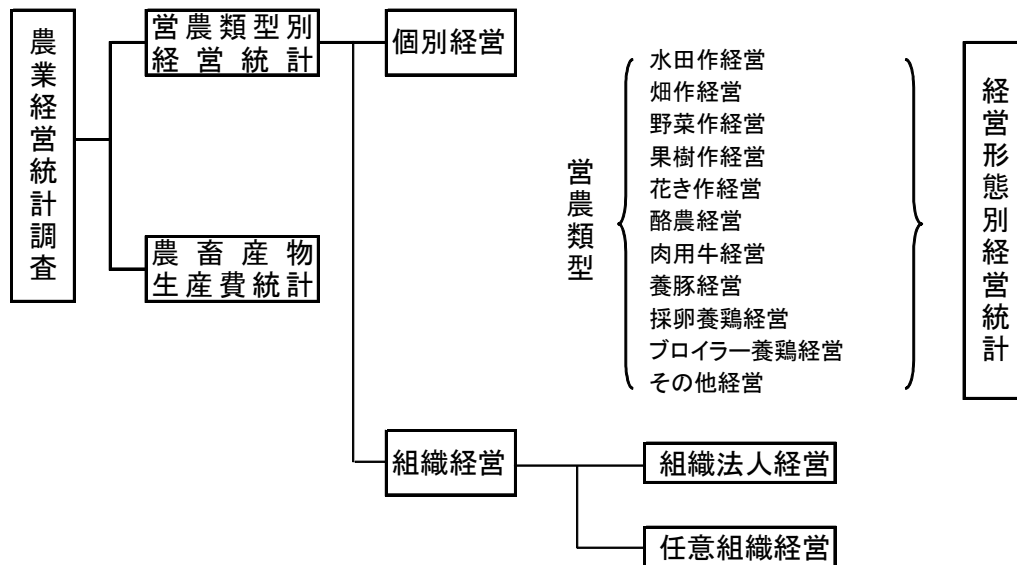 農業経営統計調査
営農類型別
経営統計
農畜産物
生産費統計
個別経営
組織経営
営農類型
水田作経営
畑作経営
野菜作経営
果樹作経営
花き作経営
酪農経営
肉用牛経営
養豚経営
採卵養鶏経営
ブロイラー養鶏経営
その他経営
経営形態別経営統計
組織法人経営
任意組織経営